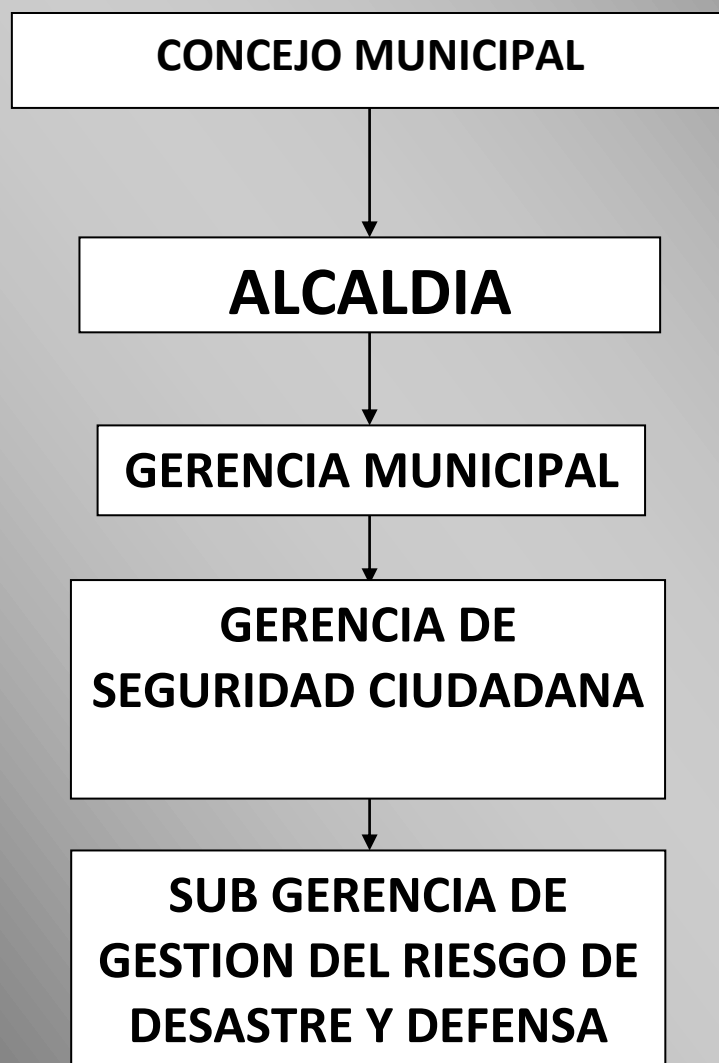 CONCEJO MUNICIPAL
ALCALDIA
GERENCIA MUNICIPAL
GERENCIA DE
SEGURIDAD CIUDADANA
SUB GERENCIA DE
GESTION DEL RIESGO DE
DESASTRE Y DEFENSA